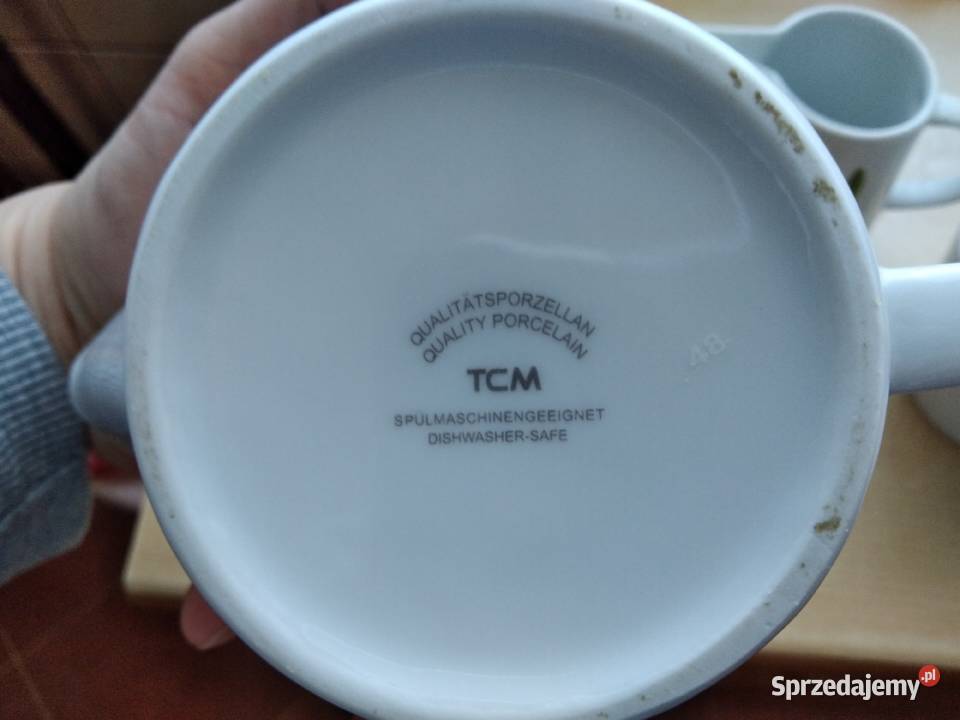 QUALITÄTSPORZELLAN
QUALITY PORCELAIN
TCM
SPÜLMASCHINENGEEIGNET
DISHWASHER-SAFE
48
Sprzedajemy.pl